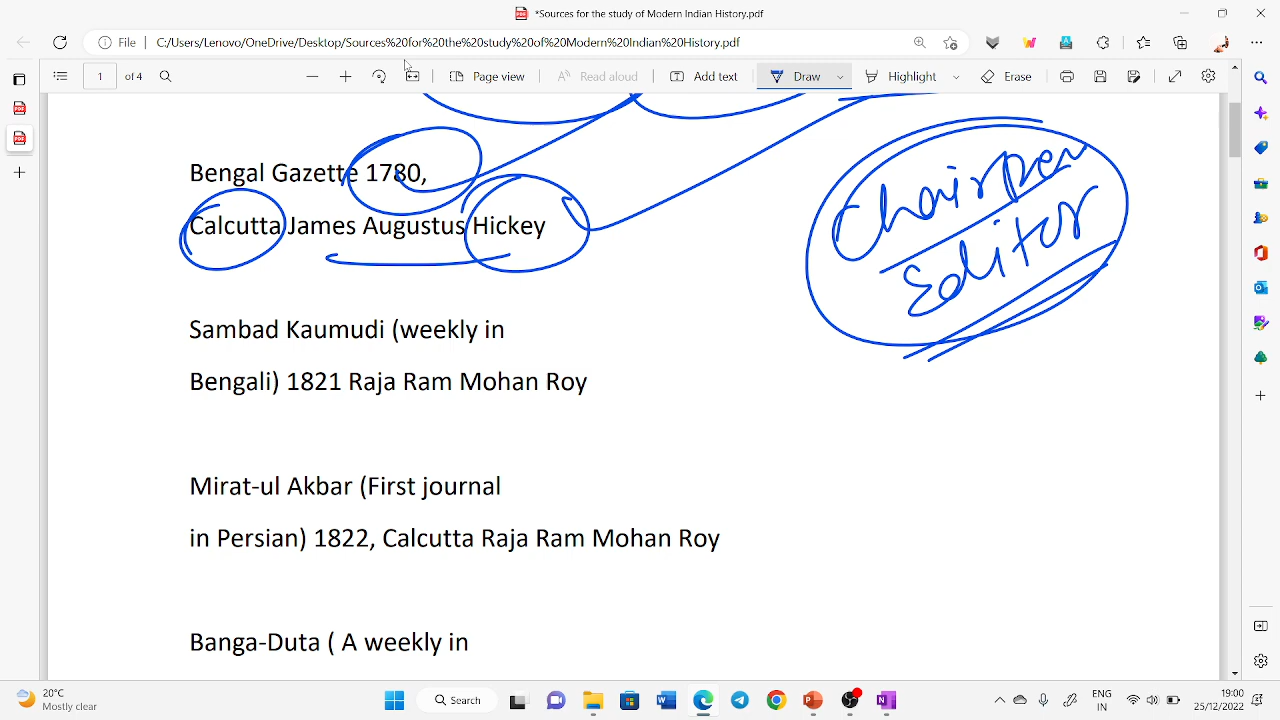 *Sources for the study of Modern Indian History.pdf
File C:/Users/Lenovo/OneDrive/Desktop/Sources%20for%20the%20study%20of%20Modern%20Indian%20History.pdf
1 of 4 Page view Read aloud Add text Draw Highlight Erase
Bengal Gazette 1780,
Calcutta James Augustus Hickey
Chairpen
Editor
Sambad Kaumudi (weekly in
Bengali) 1821 Raja Ram Mohan Roy
Mirat-ul Akbar (First journal
in Persian) 1822, Calcutta Raja Ram Mohan Roy
Banga-Duta ( A weekly in
20°C
Mostly clear
Search
ENG
IN
19:00
25/12/2022